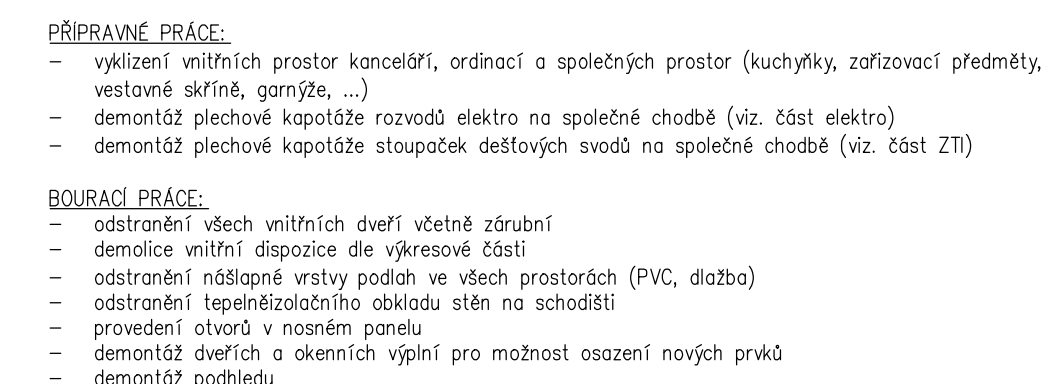 PŘÍPRAVNÉ PRÁCE:
– vyklizení vnitřních prostor kanceláří, ordinací a společných prostor (kuchyňky, zařizovací předměty,
vestavné skříně, garnýže, ...)
– demontáž plechové kapotáže rozvodů elektro na společné chodbě (viz. část elektro)
– demontáž plechové kapotáže stoupaček dešťových svodů na společné chodbě (viz. část ZTI)
BOURACÍ PRÁCE:
– odstranění všech vnitřních dveří včetně zárubní
– demolice vnitřní dispozice dle výkresové části
– odstranění nášlapné vrstvy podlah ve všech prostorách (PVC, dlažba)
– odstranění tepelněizolačního obkladu stěn na schodišti
– provedení otvorů v nosném panelu
– demontáž dveřích a okenních výplní pro možnost osazení nových prvků
– demontáž podhledu